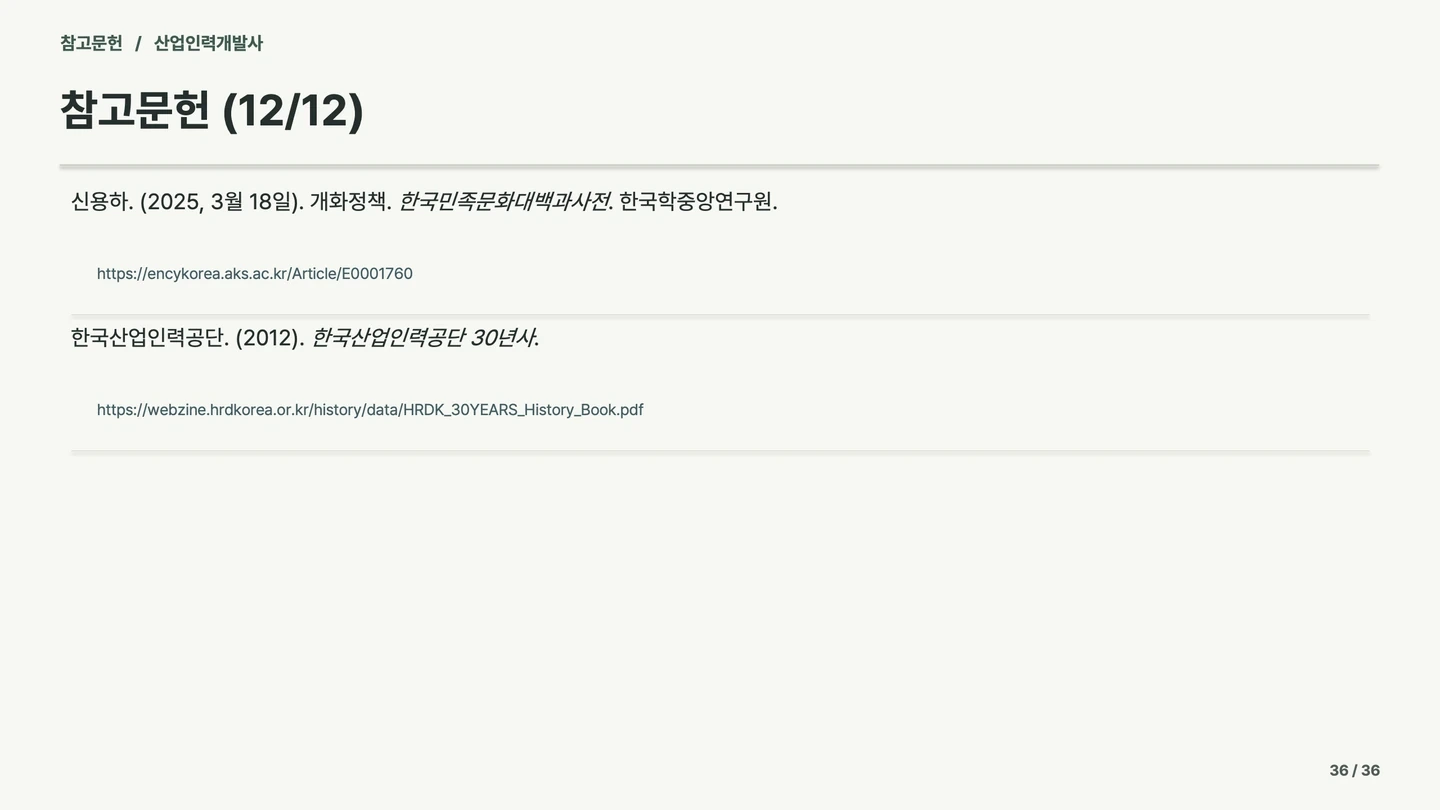 참고문헌 / 산업인력개발사
참고문헌 (12/12)
신용하. (2025, 3월 18일). 개화정책. 한국민족문화대백과사전. 한국학중앙연구원.
https://encykorea.aks.ac.kr/Article/E0001760
한국산업인력공단. (2012). 한국산업인력공단 30년사.
https://webzine.hrdkorea.or.kr/history/data/HRDK_30YEARS_History_Book.pdf
36 / 36